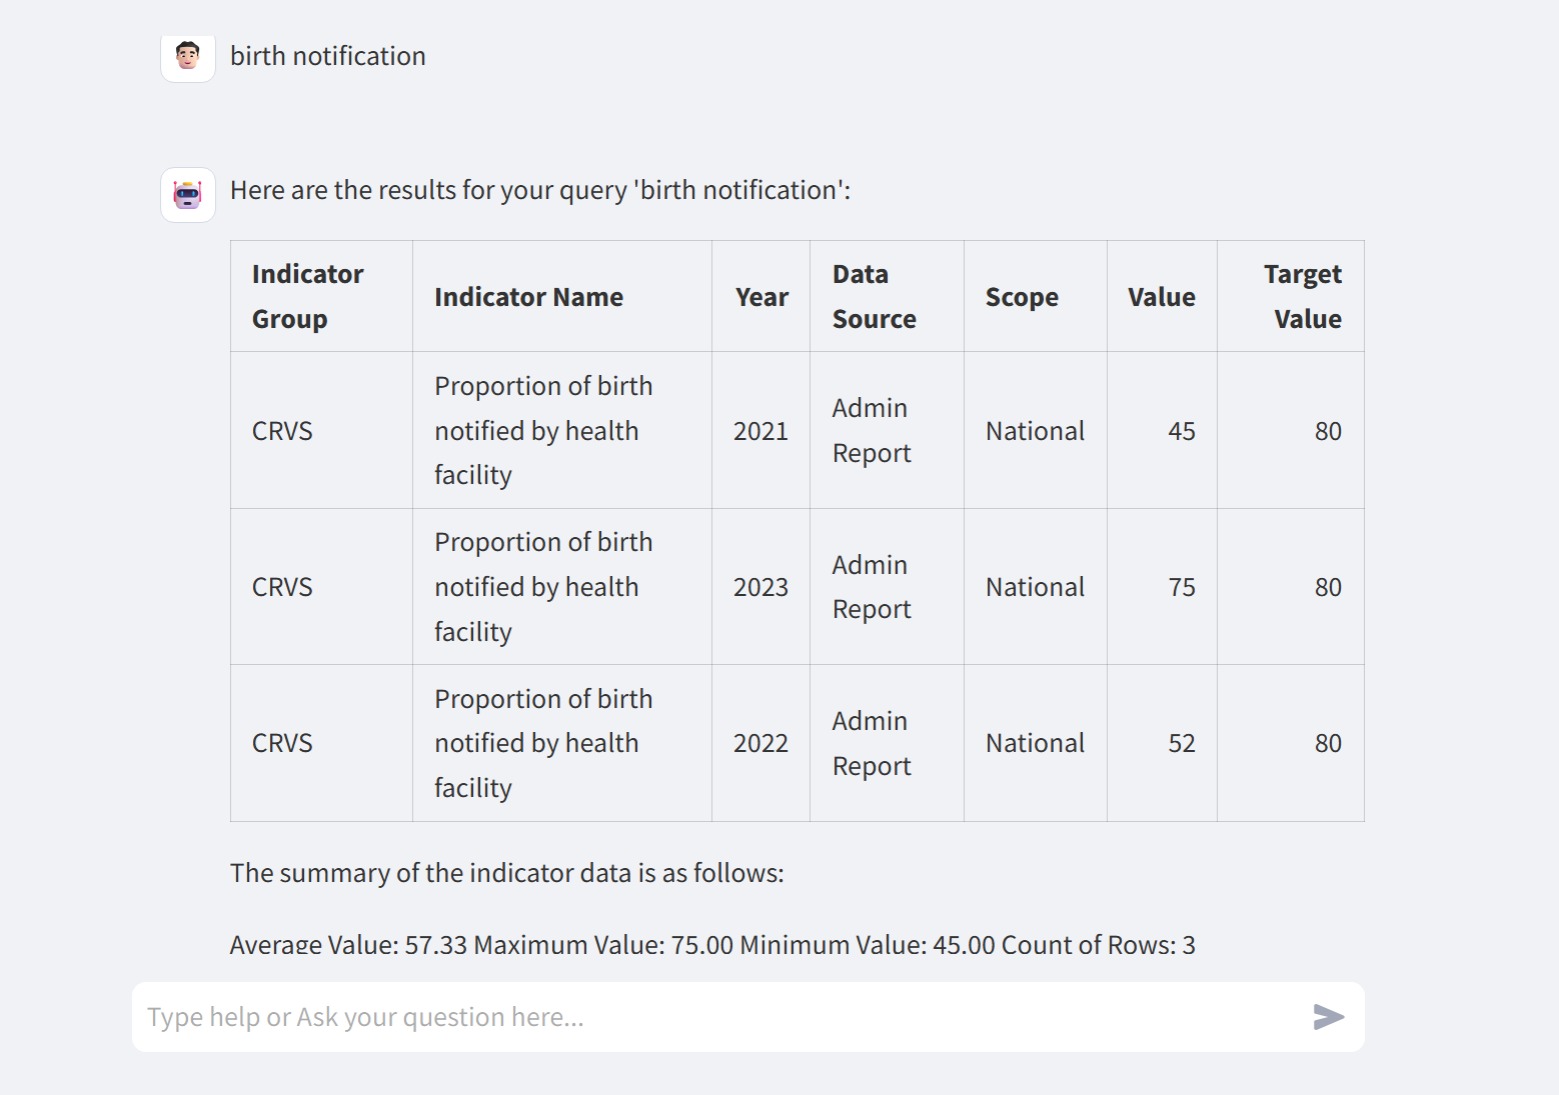 birth notification
Here are the results for your query 'birth notification':
Indicator Group	Indicator Name	Year	Data Source	Scope	Value	Target Value
CRVS	Proportion of birth notified by health facility	2021	Admin Report	National	45	80
CRVS	Proportion of birth notified by health facility	2023	Admin Report	National	75	80
CRVS	Proportion of birth notified by health facility	2022	Admin Report	National	52	80
The summary of the indicator data is as follows:
Average Value: 57.33 Maximum Value: 75.00 Minimum Value: 45.00 Count of Rows: 3
Type help or Ask your question here...